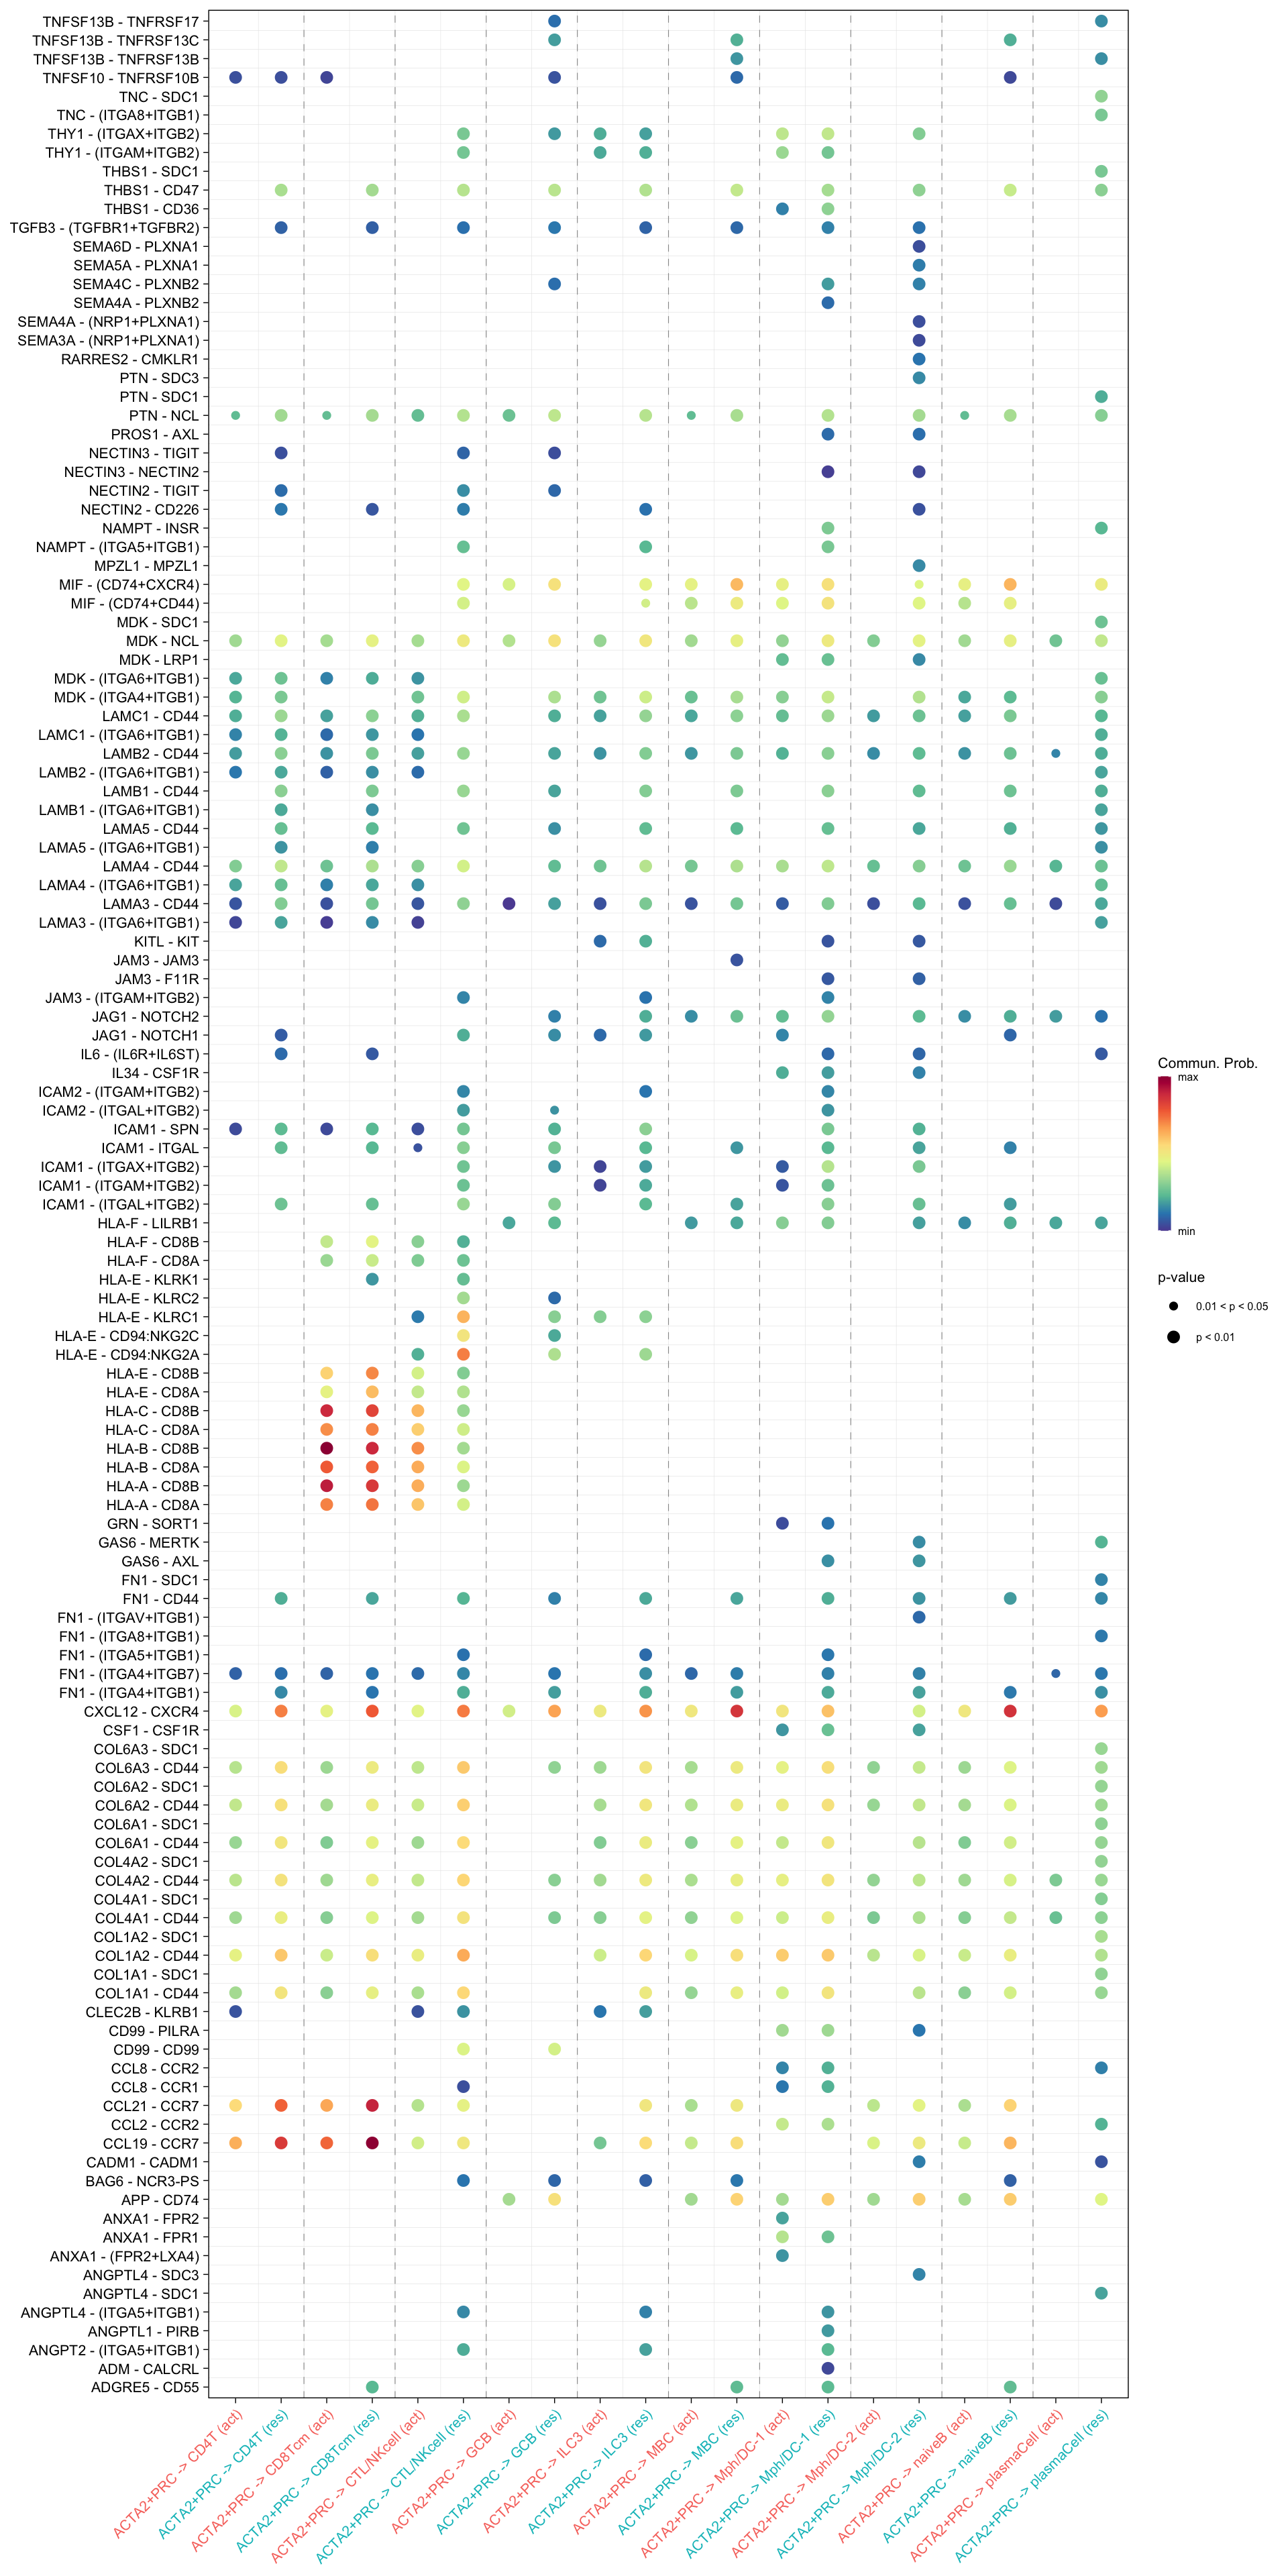 TNFSF13B - TNFRSF17
TNFSF13B - TNFRSF13C
TNFSF13B - TNFRSF13B
TNFSF10 - TNFRSF10B
TNC - SDC1
TNC - (ITGA8+ITGB1)
THY1 - (ITGAX+ITGB2)
THY1 - (ITGAM+ITGB2)
THBS1 - SDC1
THBS1 - CD47
THBS1 - CD36
TGFB3 - (TGFBR1+TGFBR2)
SEMA6D - PLXNA1
SEMA5A - PLXNA1
SEMA4C - PLXNB2
SEMA4A - PLXNB2
SEMA4A - (NRP1+PLXNA1)
SEMA3A - (NRP1+PLXNA1)
RARRES2 - CMKLR1
PTN - SDC3
PTN - SDC1
PTN - NCL
PROS1 - AXL
NECTIN3 - TIGIT
NECTIN3 - NECTIN2
NECTIN2 - TIGIT
NECTIN2 - CD226
NAMPT - INSR
NAMPT - (ITGA5+ITGB1)
MPZL1 - MPZL1
MIF - (CD74+CXCR4)
MIF - (CD74+CD44)
MDK - SDC1
MDK - NCL
MDK - LRP1
MDK - (ITGA6+ITGB1)
MDK - (ITGA4+ITGB1)
LAMC1 - CD44
LAMC1 - (ITGA6+ITGB1)
LAMB2 - CD44
LAMB2 - (ITGA6+ITGB1)
LAMB1 - CD44
LAMB1 - (ITGA6+ITGB1)
LAMA5 - CD44
LAMA5 - (ITGA6+ITGB1)
LAMA4 - CD44
LAMA4 - (ITGA6+ITGB1)
LAMA3 - CD44
LAMA3 - (ITGA6+ITGB1)
KITL - KIT
JAM3 - JAM3
JAM3 - F11R
JAM3 - (ITGAM+ITGB2)
JAG1 - NOTCH2
JAG1 - NOTCH1
IL6 - (IL6R+IL6ST)
IL34 - CSF1R
ICAM2 - (ITGAM+ITGB2)
ICAM2 - (ITGAL+ITGB2)
ICAM1 - SPN
ICAM1 - ITGAL
ICAM1 - (ITGAX+ITGB2)
ICAM1 - (ITGAM+ITGB2)
ICAM1 - (ITGAL+ITGB2)
HLA-F - LILRB1
HLA-F - CD8B
HLA-F - CD8A
HLA-E - KLRK1
HLA-E - KLRC2
HLA-E - KLRC1
HLA-E - CD94:NKG2C
HLA-E - CD94:NKG2A
HLA-E - CD8B
HLA-E - CD8A
HLA-C - CD8B
HLA-C - CD8A
HLA-B - CD8B
HLA-B - CD8A
HLA-A - CD8B
HLA-A - CD8A
GRN - SORT1
GAS6 - MERTK
GAS6 - AXL
FN1 - SDC1
FN1 - CD44
FN1 - (ITGAV+ITGB1)
FN1 - (ITGA8+ITGB1)
FN1 - (ITGA5+ITGB1)
FN1 - (ITGA4+ITGB7)
FN1 - (ITGA4+ITGB1)
CXCL12 - CXCR4
CSF1 - CSF1R
COL6A3 - SDC1
COL6A3 - CD44
COL6A2 - SDC1
COL6A2 - CD44
COL6A1 - SDC1
COL6A1 - CD44
COL4A2 - SDC1
COL4A2 - CD44
COL4A1 - SDC1
COL4A1 - CD44
COL1A2 - SDC1
COL1A2 - CD44
COL1A1 - SDC1
COL1A1 - CD44
CLEC2B - KLRB1
CD99 - PILRA
CD99 - CD99
CCL8 - CCR2
CCL8 - CCR1
CCL21 - CCR7
CCL2 - CCR2
CCL19 - CCR7
CADM1 - CADM1
BAG6 - NCR3-PS
APP - CD74
ANXA1 - FPR2
ANXA1 - FPR1
ANXA1 - (FPR2+LXA4)
ANGPTL4 - SDC3
ANGPTL4 - SDC1
ANGPTL4 - (ITGA5+ITGB1)
ANGPTL1 - PIRB
ANGPT2 - (ITGA5+ITGB1)
ADM - CALCRL
ADGRE5 - CD55
ACTA2+PRC -> CD4T (act)
ACTA2+PRC -> CD4T (res)
ACTA2+PRC -> CD8Tcm (act)
ACTA2+PRC -> CD8Tcm (res)
ACTA2+PRC -> CTL/NKcell (act)
ACTA2+PRC -> CTL/NKcell (res)
ACTA2+PRC -> GCB (act)
ACTA2+PRC -> GCB (res)
ACTA2+PRC -> ILC3 (act)
ACTA2+PRC -> ILC3 (res)
ACTA2+PRC -> MBC (act)
ACTA2+PRC -> MBC (res)
ACTA2+PRC -> Mph/DC-1 (act)
ACTA2+PRC -> Mph/DC-1 (res)
ACTA2+PRC -> Mph/DC-2 (act)
ACTA2+PRC -> Mph/DC-2 (res)
ACTA2+PRC -> naiveB (act)
ACTA2+PRC -> naiveB (res)
ACTA2+PRC -> plasmaCell (act)
ACTA2+PRC -> plasmaCell (res)
Commun. Prob.
max
min
p-value
0.01 < p < 0.05
p < 0.01